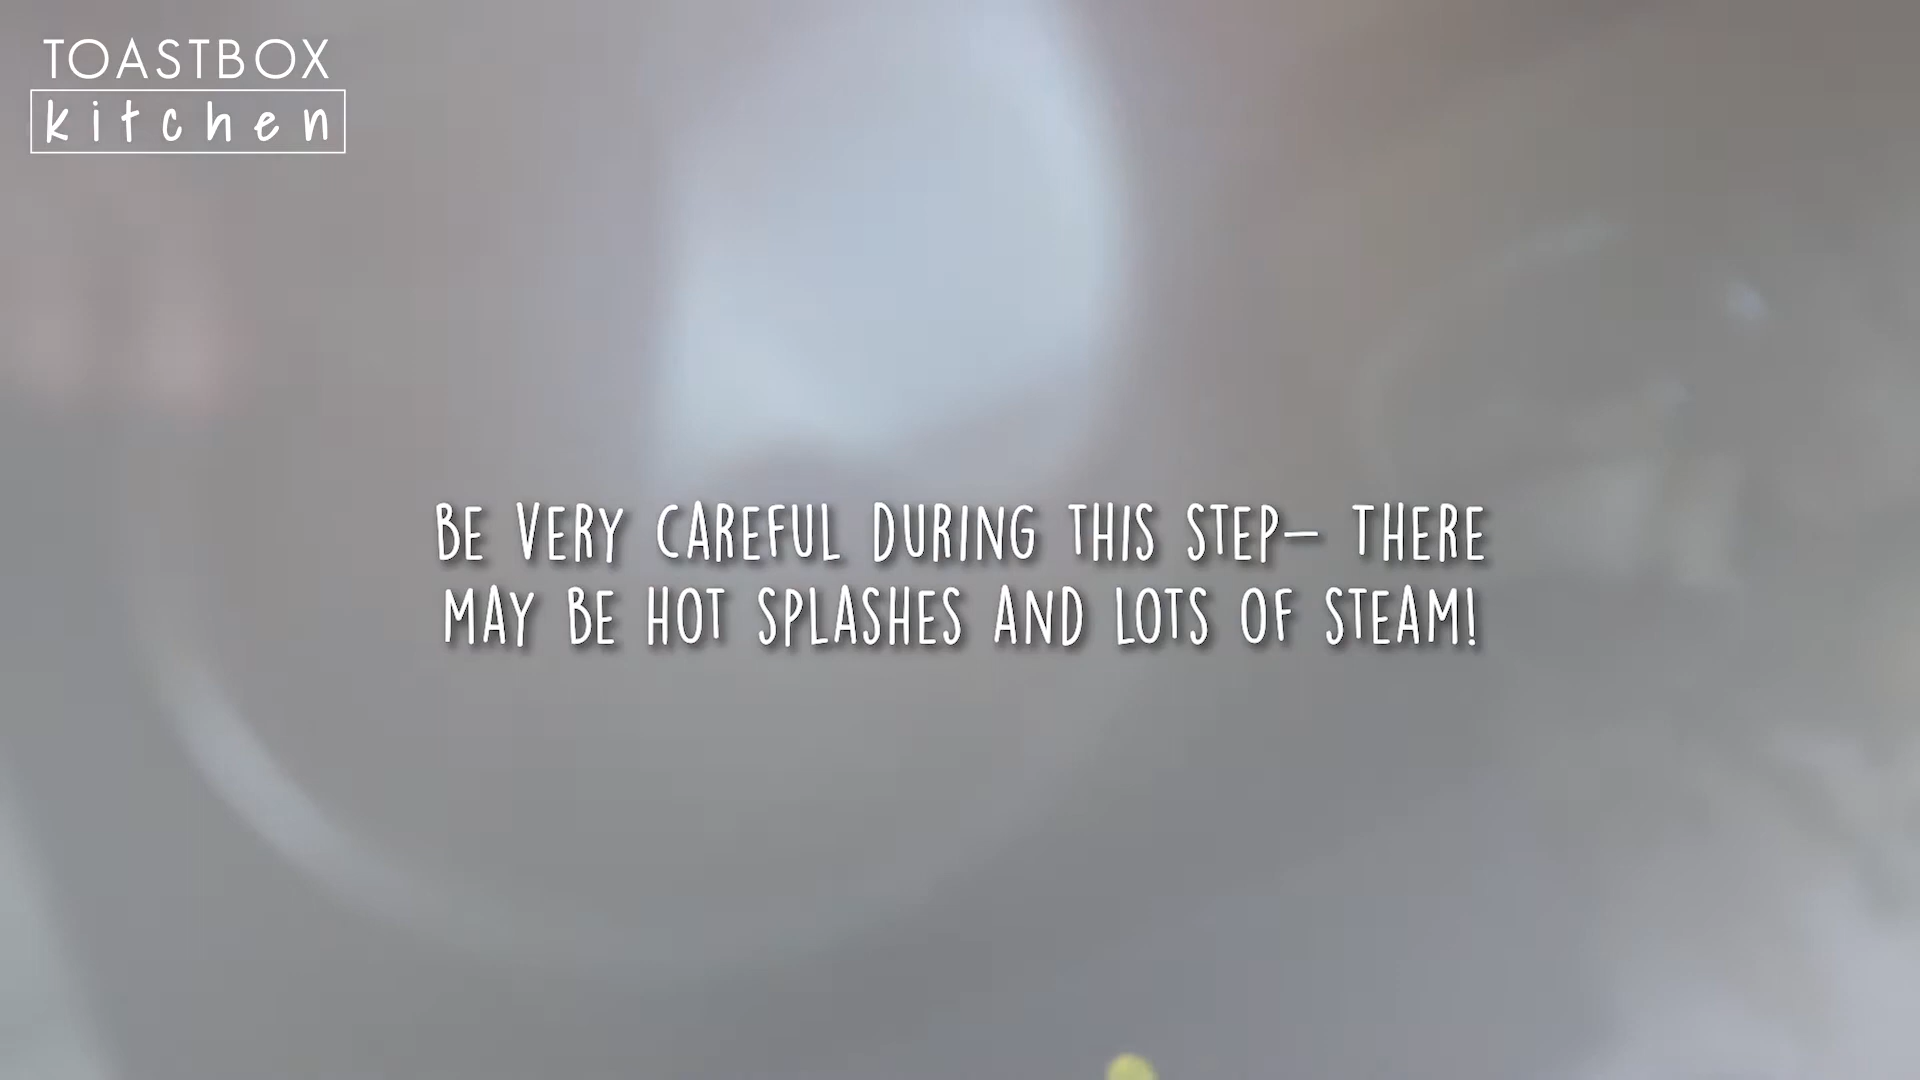 TOASTBOX
kitchen
BE VERY CAREFUL DURING THIS STEP– THERE
MAY BE HOT SPLASHES AND LOTS OF STEAM!